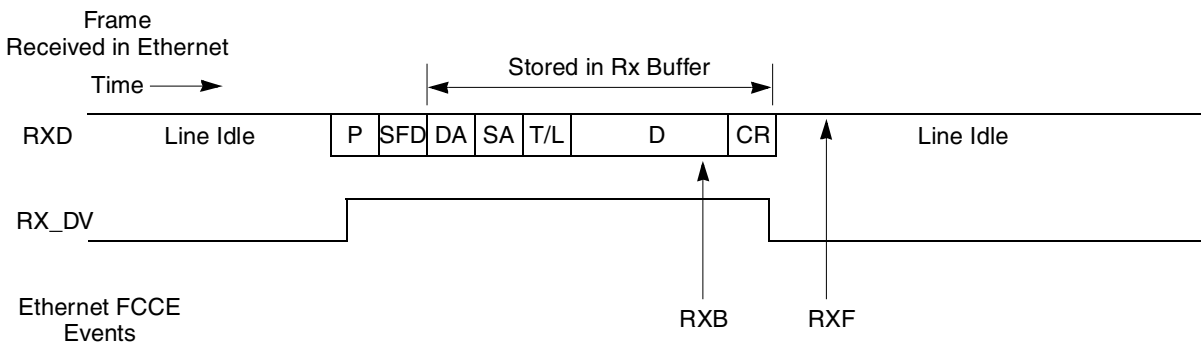 Frame
Received in Ethernet
Time
Stored in Rx Buffer
RXD
Line Idle
P
SFD
DA
SA
T/L
D
CR
Line Idle
RX_DV
Ethernet FCCE
Events
RXB
RXF